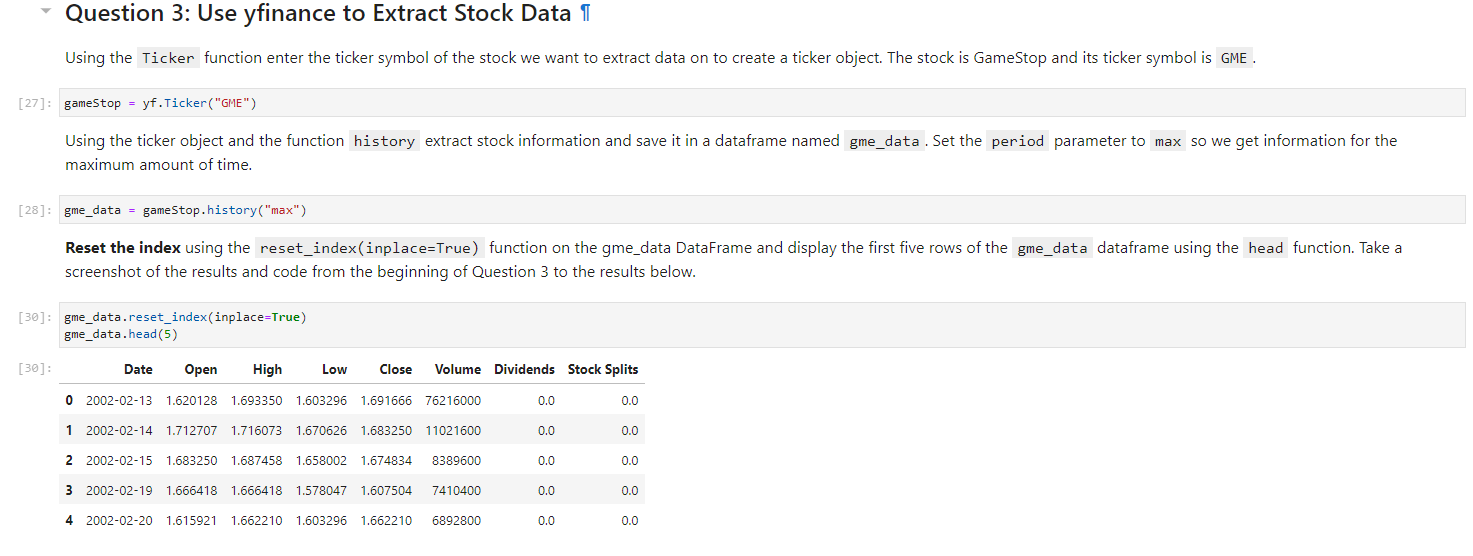 Question 3: Use yfinance to Extract Stock Data ¶
Using the Ticker function enter the ticker symbol of the stock we want to extract data on to create a ticker object. The stock is GameStop and its ticker symbol is GME .
[27]: gameStop = yf.Ticker("GME")
Using the ticker object and the function history extract stock information and save it in a dataframe named gme_data . Set the period parameter to max so we get information for the
maximum amount of time.
[28]: gme_data = gameStop.history("max")
Reset the index using the reset_index(inplace=True) function on the gme_data DataFrame and display the first five rows of the gme_data dataframe using the head function. Take a
screenshot of the results and code from the beginning of Question 3 to the results below.
[30]: gme_data.reset_index(inplace=True)
gme_data.head(5)
[30]: Date Open High Low Close Volume Dividends Stock Splits
0 2002-02-13 1.620128 1.693350 1.603296 1.691666 76216000 0.0 0.0
1 2002-02-14 1.712707 1.716073 1.670626 1.683250 11021600 0.0 0.0
2 2002-02-15 1.683250 1.687458 1.658002 1.674834 8389600 0.0 0.0
3 2002-02-19 1.666418 1.666418 1.578047 1.607504 7410400 0.0 0.0
4 2002-02-20 1.615921 1.662210 1.603296 1.662210 6892800 0.0 0.0